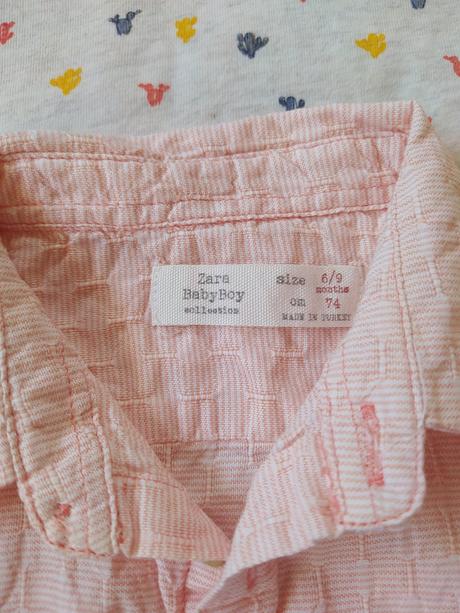 Zara
BabyBoy
collection
size 6/9
months
cm 74
MADE IN TURKEY